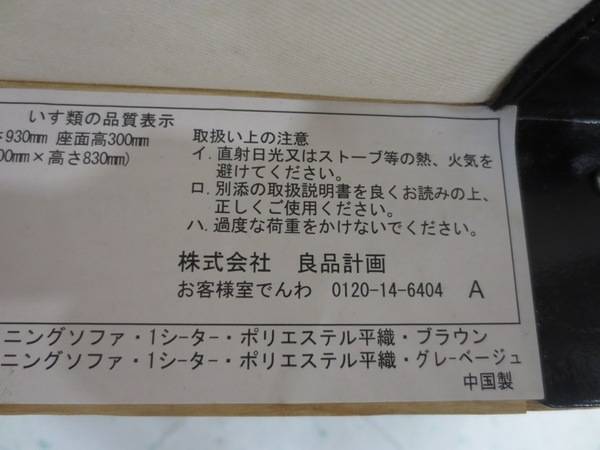 いす類の品質表示
930mm 座面高300mm
00mm×高さ830mm)
取扱い上の注意
イ.直射日光又はストーブ等の熱、火気を
避けてください。
ロ.別添の取扱説明書を良くお読みの上、
正しくご使用ください。
ハ.過度な荷重をかけないでください。
株式会社 良品計画
お客様室でんわ 0120-14-6404 A
ニングソファ・1シーター・ポリエステル平織・ブラウン
ニングソファ・1シーター・ポリエステル平織・グレーベージュ
中国製